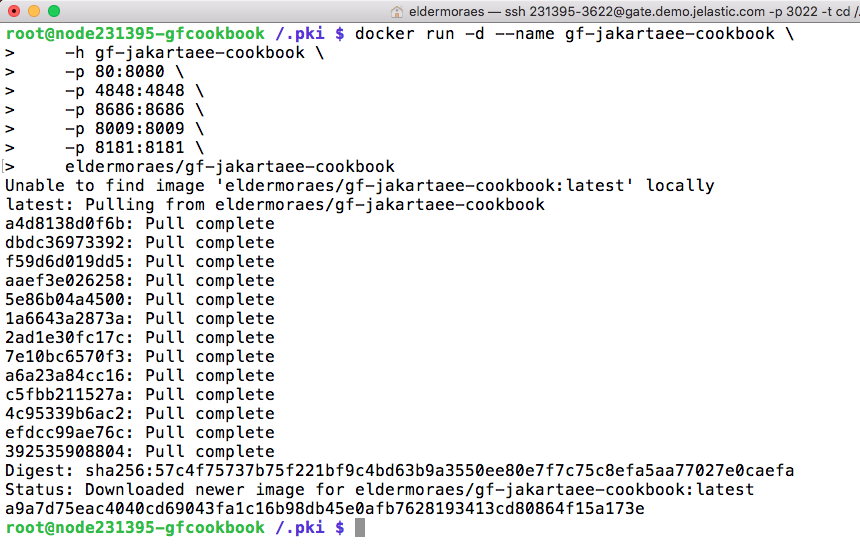 eldermoraes — ssh 231395-3622@gate.demo.jelastic.com -p 3022 -t cd /.
root@node231395-gfcookbook /.pki $ docker run -d --name gf-jakartaee-cookbook \
> -h gf-jakartaee-cookbook \
> -p 80:8080 \
> -p 4848:4848 \
> -p 8686:8686 \
> -p 8009:8009 \
> -p 8181:8181 \
> eldermoraes/gf-jakartaee-cookbook
Unable to find image 'eldermoraes/gf-jakartaee-cookbook:latest' locally
latest: Pulling from eldermoraes/gf-jakartaee-cookbook
a4d8138d0f6b: Pull complete
dbdc36973392: Pull complete
f59d6d019dd5: Pull complete
aaef3e026258: Pull complete
5e86b04a4500: Pull complete
1a6643a2873a: Pull complete
2ad1e30fc17c: Pull complete
7e10bc6570f3: Pull complete
a6a23a84cc16: Pull complete
c5fbb211527a: Pull complete
4c95339b6ac2: Pull complete
efdcc99ae76c: Pull complete
392535908804: Pull complete
Digest: sha256:57c4f75737b75f221bf9c4bd63b9a3550ee80e7f7c75c8efa5aa77027e0caefa
Status: Downloaded newer image for eldermoraes/gf-jakartaee-cookbook:latest
a9a7d75eac4040cd69043fa1c16b98db45e0afb7628193413cd80864f15a173e
root@node231395-gfcookbook /.pki $